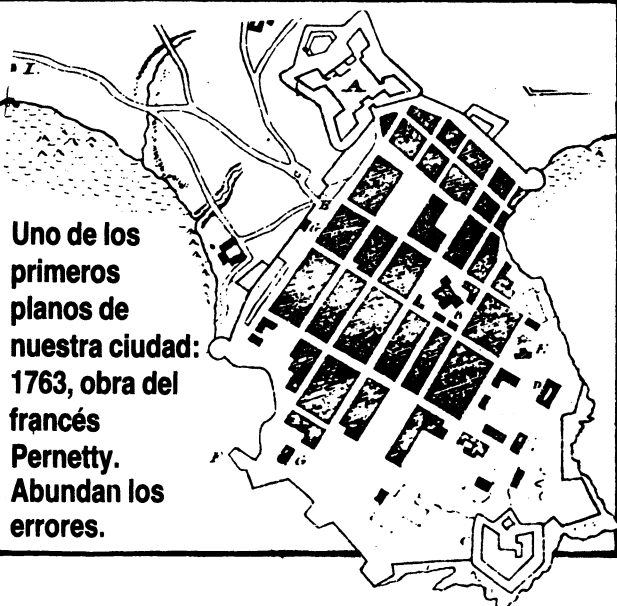 I.
A
B
G
E
D
F
G
Uno de los
primeros
planos de
nuestra ciudad:
1763, obra del
francés
Pernetty.
Abundan los
errores.